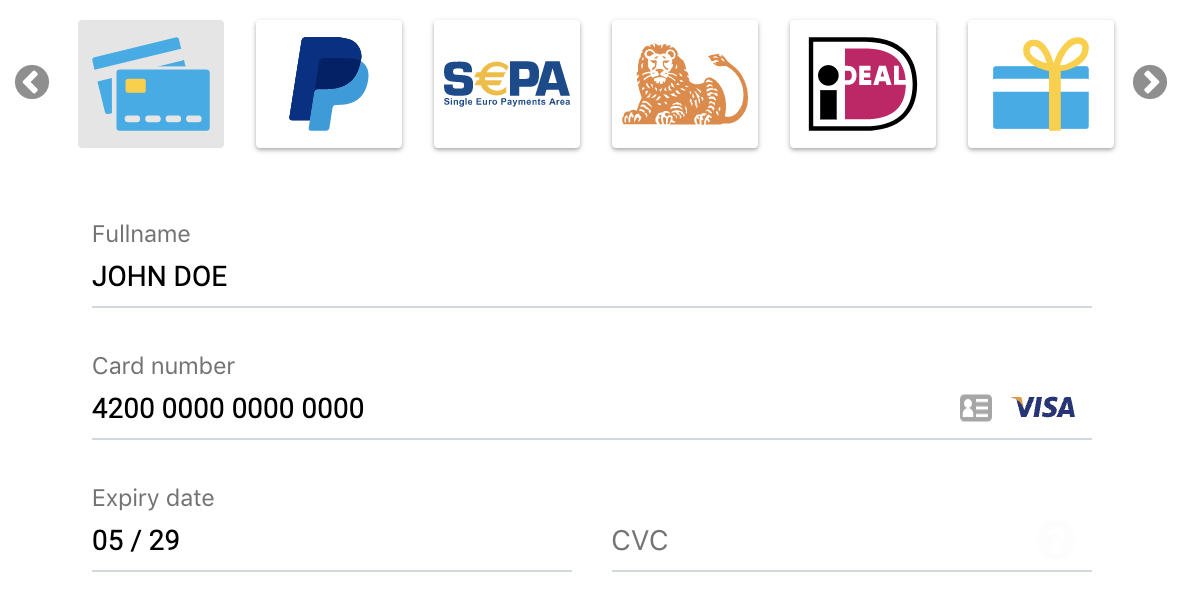 S€PA
Single Euro Payments Area
iDEAL
Fullname
JOHN DOE
Card number
4200 0000 0000 0000
VISA
Expiry date
05 / 29
CVC